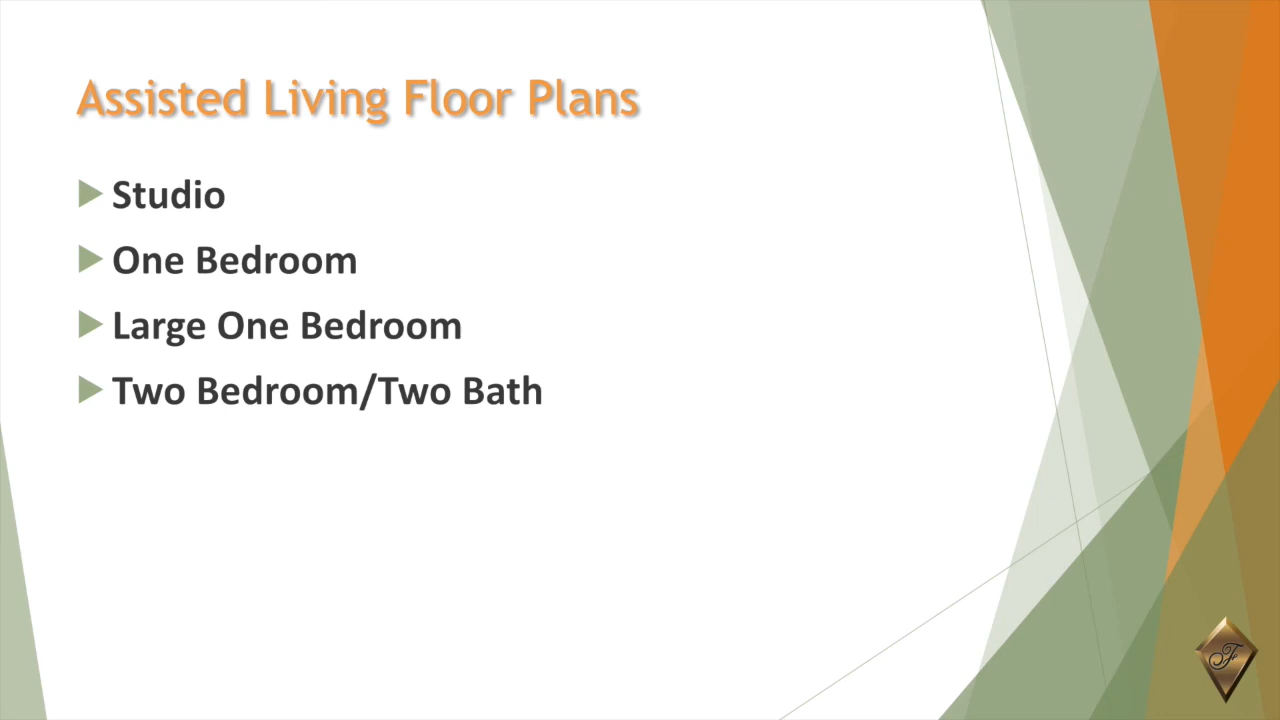 Assisted Living Floor Plans
Studio
One Bedroom
Large One Bedroom
Two Bedroom/Two Bath